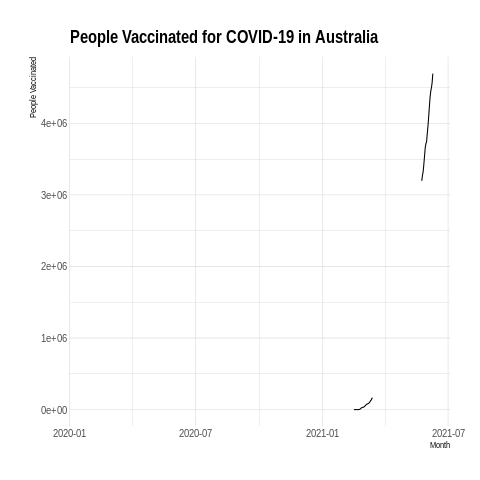 People Vaccinated for COVID-19 in Australia
People Vaccinated
4e+06
3e+06
2e+06
1e+06
0e+00
2020-01
2020-07
2021-01
2021-07
Month